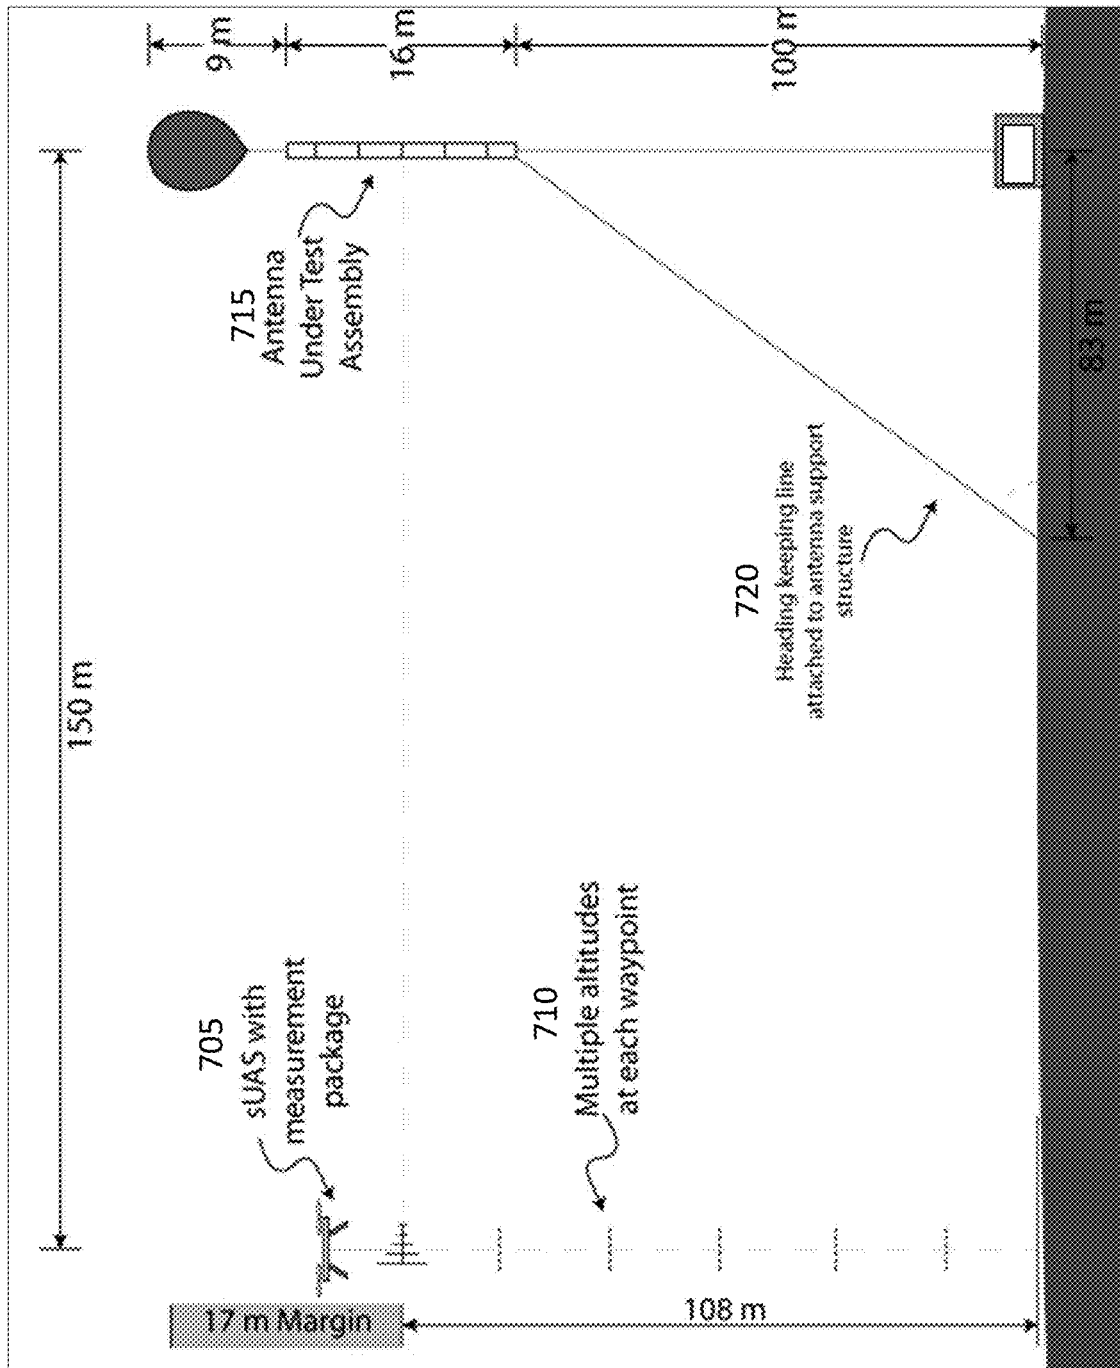 150 m
9 m
16 m
100 m
715
Antenna
Under Test
Assembly
705
sUAS with
measurement
package
710
Multiple altitudes
at each waypoint
720
Heading keeping line
attached to antenna support
structure
17 m Margin
108 m
83 m